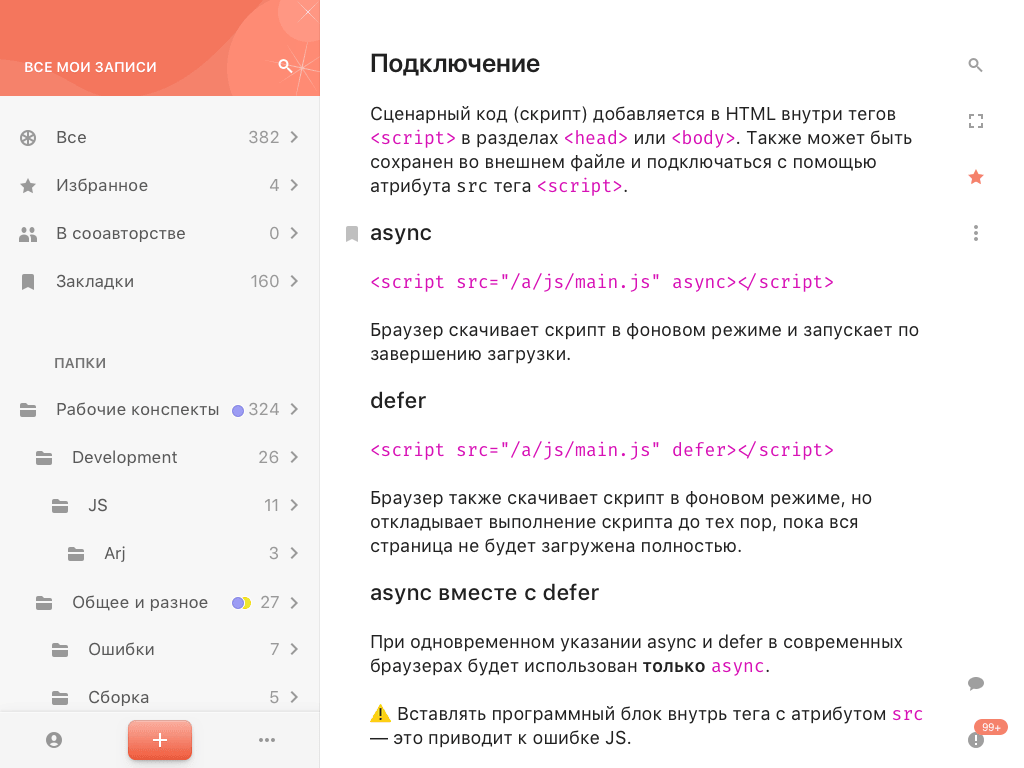 ВСЕ МОИ ЗАПИСИ
Все 382
Избранное 4
В сооавторстве 0
Закладки 160
ПАПКИ
Рабочие конспекты 324
Development 26
JS 11
Arj 3
Общее и разное 27
Ошибки 7
Сборка 5
Подключение
Сценарный код (скрипт) добавляется в HTML внутри тегов
<script> в разделах <head> или <body>. Также может быть
сохранен во внешнем файле и подключаться с помощью
атрибута src тега <script>.
async
<script src="/a/js/main.js" async></script>
Браузер скачивает скрипт в фоновом режиме и запускает по
завершению загрузки.
defer
<script src="/a/js/main.js" defer></script>
Браузер также скачивает скрипт в фоновом режиме, но
откладывает выполнение скрипта до тех пор, пока вся
страница не будет загружена полностью.
async вместе с defer
При одновременном указании async и defer в современных
браузерах будет использован только async.
⚠️ Вставлять программный блок внутрь тега с атрибутом src
— это приводит к ошибке JS.
99+